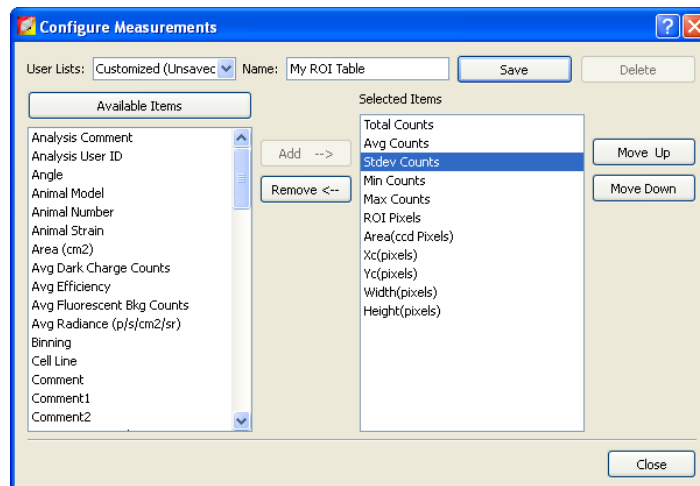 Configure Measurements
User Lists: Customized (Unsavec Name: My ROI Table Save Delete
Available Items
Selected Items
Analysis Comment
Analysis User ID
Angle
Animal Model
Animal Number
Animal Strain
Area (cm2)
Avg Dark Charge Counts
Avg Efficiency
Avg Fluorescent Bkg Counts
Avg Radiance (p/s/cm2/sr)
Binning
Cell Line
Comment
Comment1
Comment2
Add -->
Remove <--
Total Counts
Avg Counts
Stdev Counts
Min Counts
Max Counts
ROI Pixels
Area(ccd Pixels)
Xc(pixels)
Yc(pixels)
Width(pixels)
Height(pixels)
Move Up
Move Down
Close